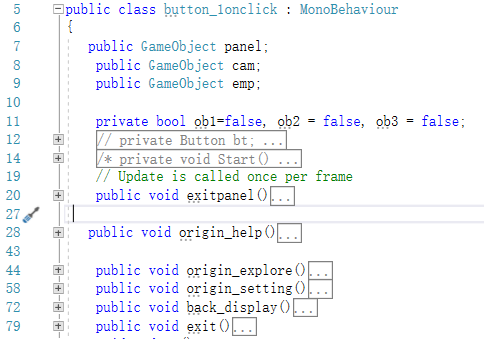 5 public class button_1onclick : MonoBehaviour
6 {
7 public GameObject panel;
8 public GameObject cam;
9 public GameObject emp;
10
11 private bool ob1=false, ob2 = false, ob3 = false;
12 // private Button bt; ...
14 /* private void Start() ...
19 // Update is called once per frame
20 public void exitpanel()...
27
28 public void origin_help()...
43
44 public void origin_explore()...
58 public void origin_setting()...
72 public void back_display()...
79 public void exit()...